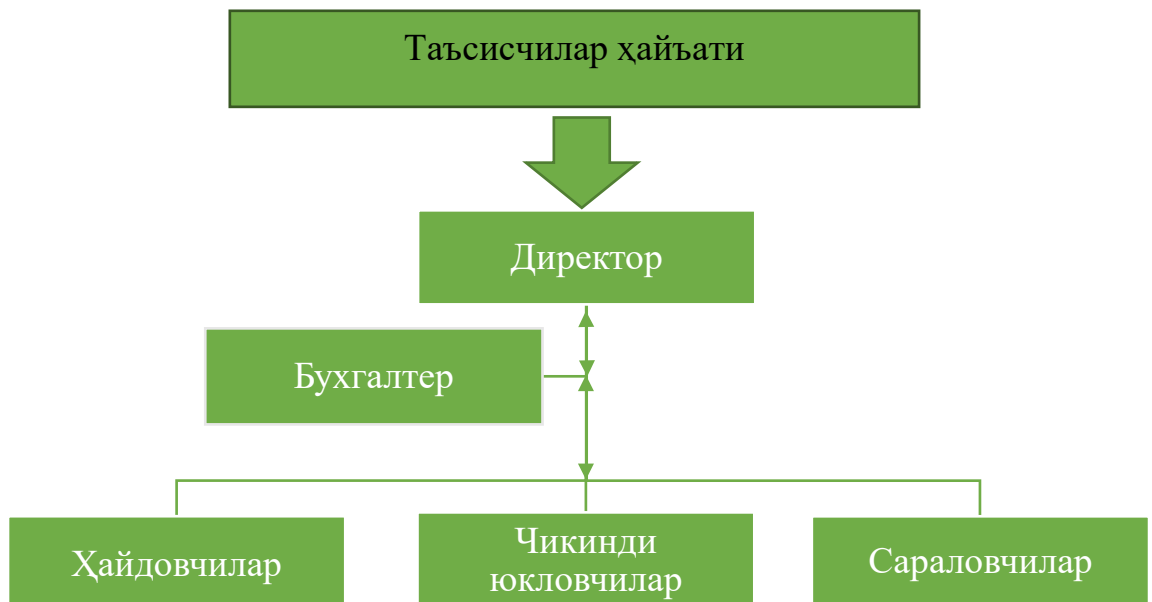 Таъсисчилар ҳайъати
Директор
Бухгалтер
Ҳайдовчилар
Чикинди
юкловчилар
Сараловчилар